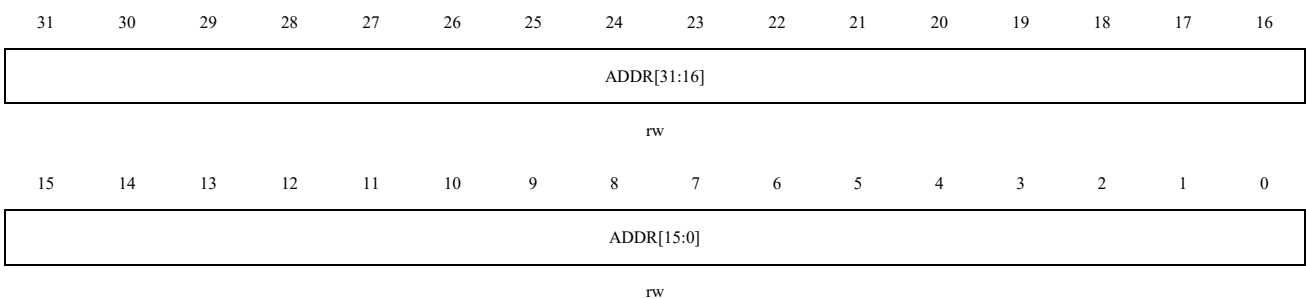 31 30 29 28 27 26 25 24 23 22 21 20 19 18 17 16
ADDR[31:16]
rw
15 14 13 12 11 10 9 8 7 6 5 4 3 2 1 0
ADDR[15:0]
rw